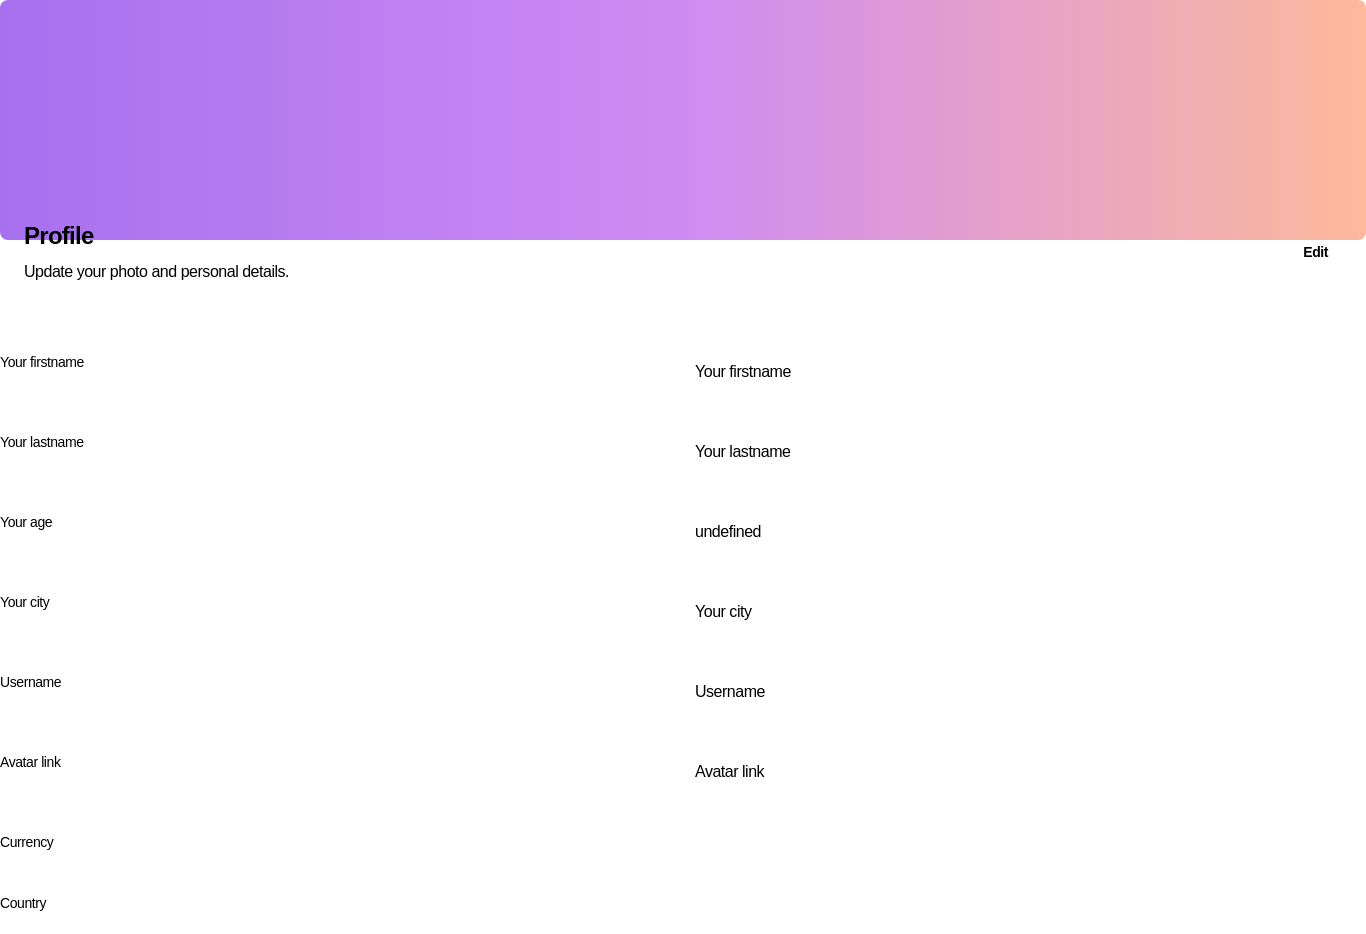 Profile
Edit
Update your photo and personal details.
Your firstname
Your firstname
Your lastname
Your lastname
Your age
undefined
Your city
Your city
Username
Username
Avatar link
Avatar link
Currency
Country